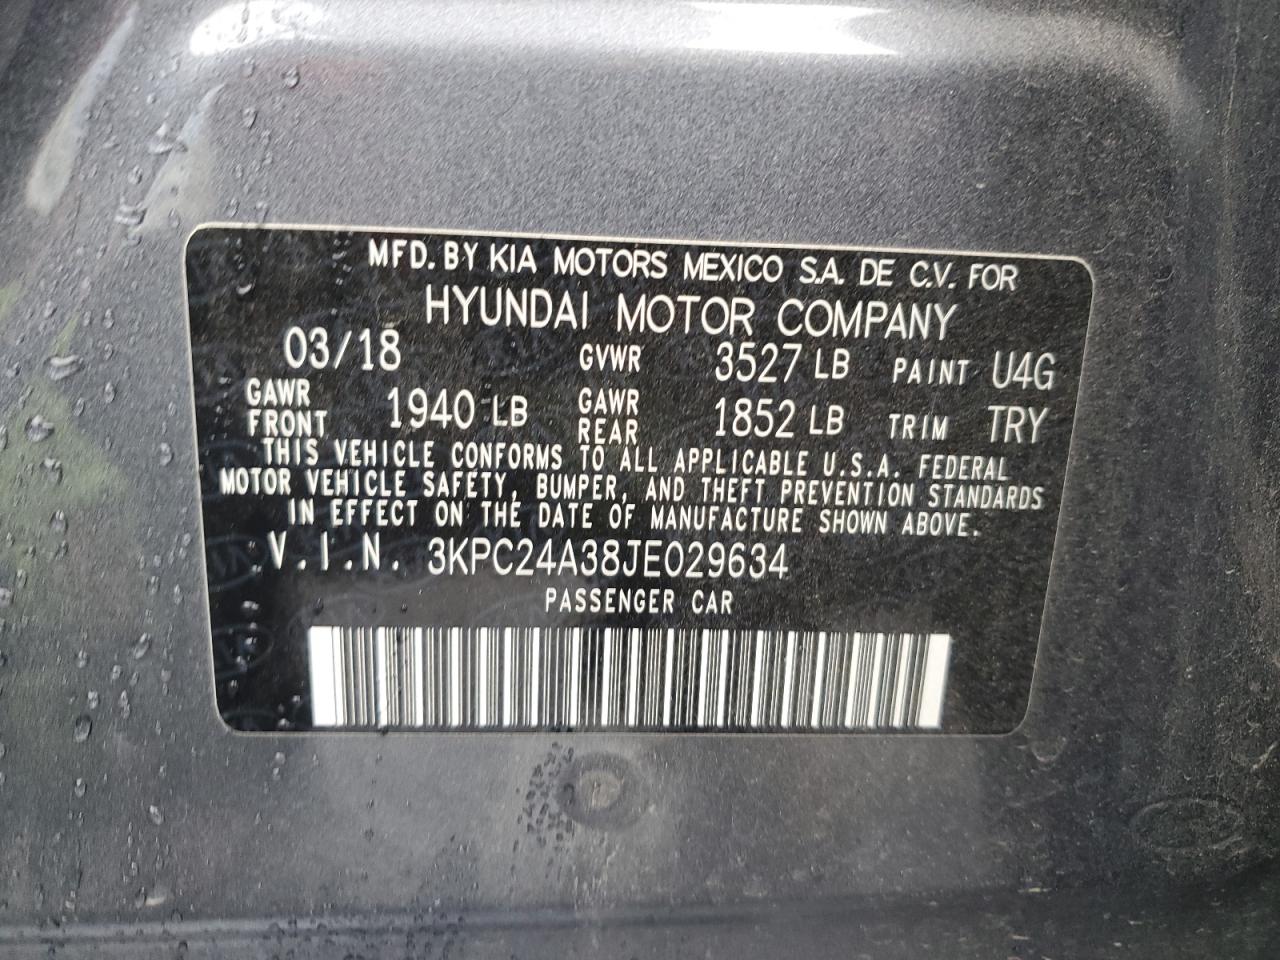 MFD. BY KIA MOTORS MEXICO S.A. DE C.V. FOR
HYUNDAI MOTOR COMPANY
03/18 GVWR 3527 LB PAINT U4G
GAWR FRONT 1940 LB GAWR REAR 1852 LB TRIM TRY
THIS VEHICLE CONFORMS TO ALL APPLICABLE U.S.A. FEDERAL
MOTOR VEHICLE SAFETY, BUMPER, AND THEFT PREVENTION STANDARDS
IN EFFECT ON THE DATE OF MANUFACTURE SHOWN ABOVE.
V.I.N. 3KPC24A38JE029634
PASSENGER CAR